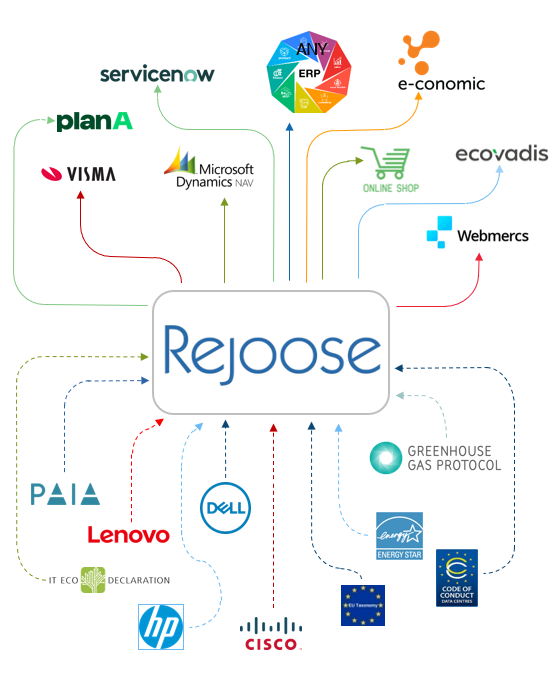 servicenow
ANY
ERP
e-conomic
planA
VISMA
Microsoft
Dynamics NAV
ONLINE SHOP
ecovadis
Webmercs
Rejoose
GREENHOUSE
GAS PROTOCOL
PAIA
Lenovo
DELL
energy
ENERGY STAR
IT ECO DECLARATION
CODE OF
CONDUCT
DATA CENTRES
EU Taxonomy
hp
CISCO